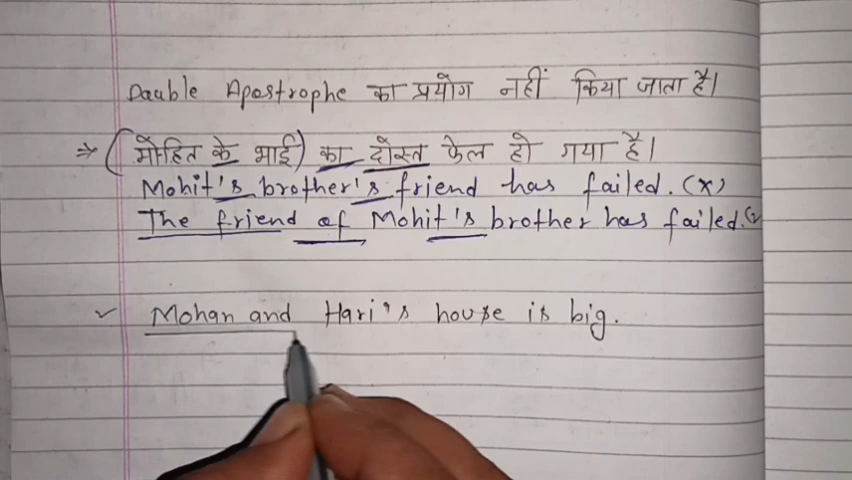 Double Apostrophe का प्रयोग नहीं किया जाता है।
⇒ (मोहित के भाई) का दोस्त फेल हो गया है।
Mohit's brother's friend has failed. (x)
The friend of Mohit's brother has failed. (✓
✓ Mohan and Hari's house is big.